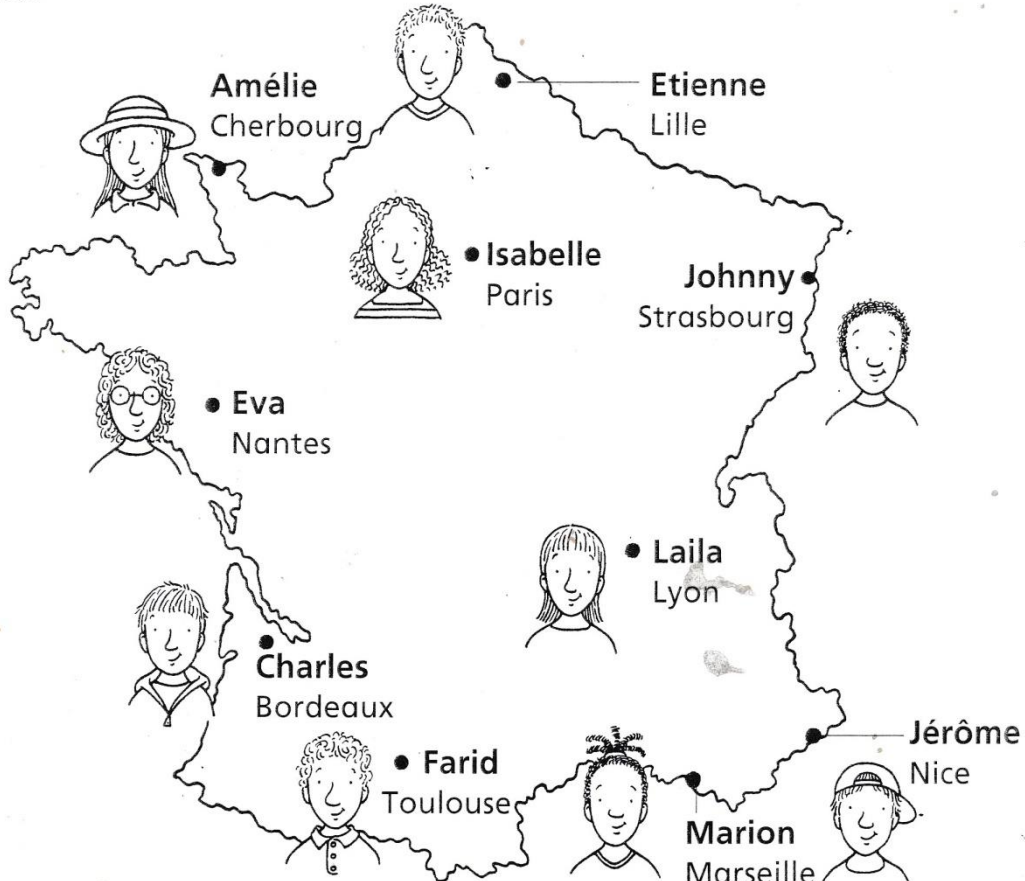 Amélie
Cherbourg
Etienne
Lille
Isabelle
Paris
Johnny
Strasbourg
Eva
Nantes
Laila
Lyon
Charles
Bordeaux
Farid
Toulouse
Jérôme
Nice
Marion
Marseille